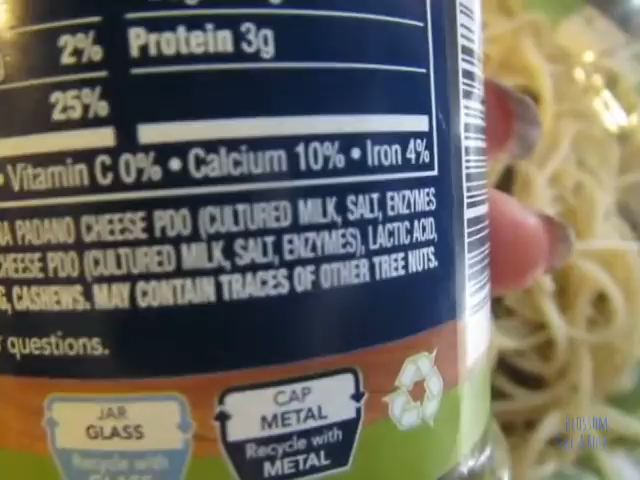 2% Protein 3g
25%
• Vitamin C 0% • Calcium 10% • Iron 4%
NA PADANO CHEESE PDO (CULTURED MILK, SALT, ENZYMES
CHEESE PDO (CULTURED MILK, SALT, ENZYMES), LACTIC ACID,
G, CASHEWS. MAY CONTAIN TRACES OF OTHER TREE NUTS.
r questions.
JAR
GLASS
Recycle with
GLASS
CAP
METAL
Recycle with
METAL
BLOSSOM